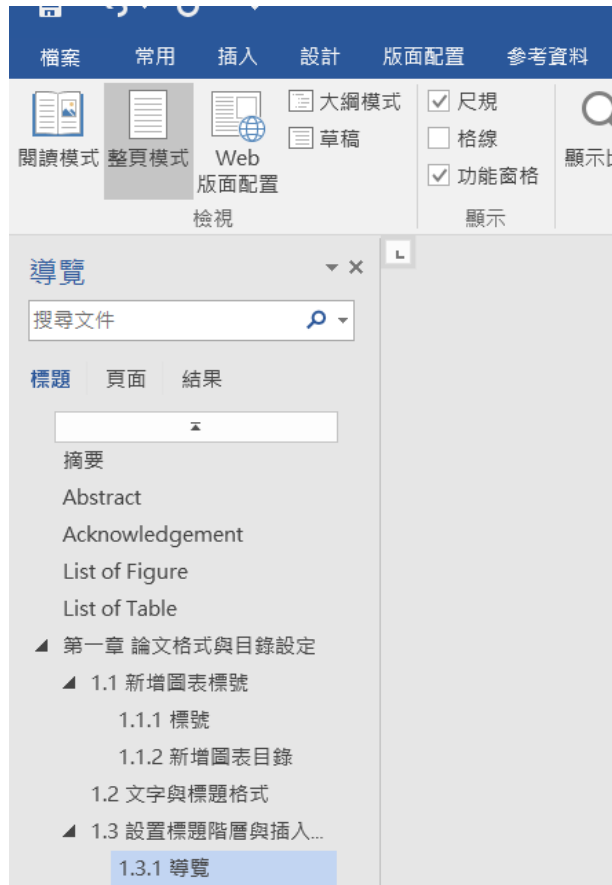 檔案 常用 插入 設計 版面配置 參考資料
閱讀模式 整頁模式 Web 版面配置
大綱模式
草稿
檢視
尺規
格線
功能窗格
顯示
顯示
導覽
搜尋文件
標題 頁面 結果
摘要
Abstract
Acknowledgement
List of Figure
List of Table
第一章 論文格式與目錄設定
1.1 新增圖表標號
1.1.1 標號
1.1.2 新增圖表目錄
1.2 文字與標題格式
1.3 設置標題階層與插入...
1.3.1 導覽